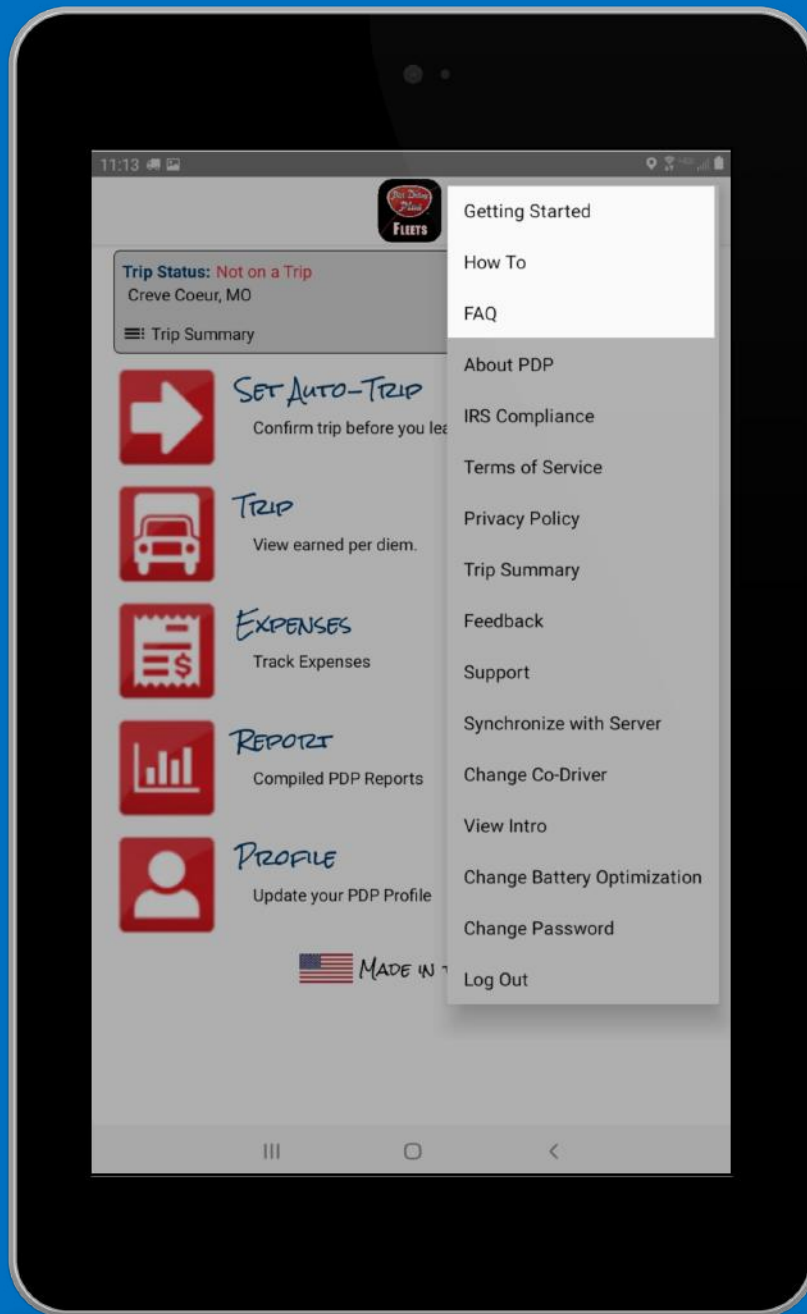 11:13
Per Diem
Plus
FLEETS
Trip Status: Not on a Trip
Creve Coeur, MO
Trip Summary
SET AUTO-TRIP
Confirm trip before you lea
TRIP
View earned per diem.
EXPENSES
Track Expenses
REPORT
Compiled PDP Reports
PROFILE
Update your PDP Profile
MADE IN
Getting Started
How To
FAQ
About PDP
IRS Compliance
Terms of Service
Privacy Policy
Trip Summary
Feedback
Support
Synchronize with Server
Change Co-Driver
View Intro
Change Battery Optimization
Change Password
Log Out